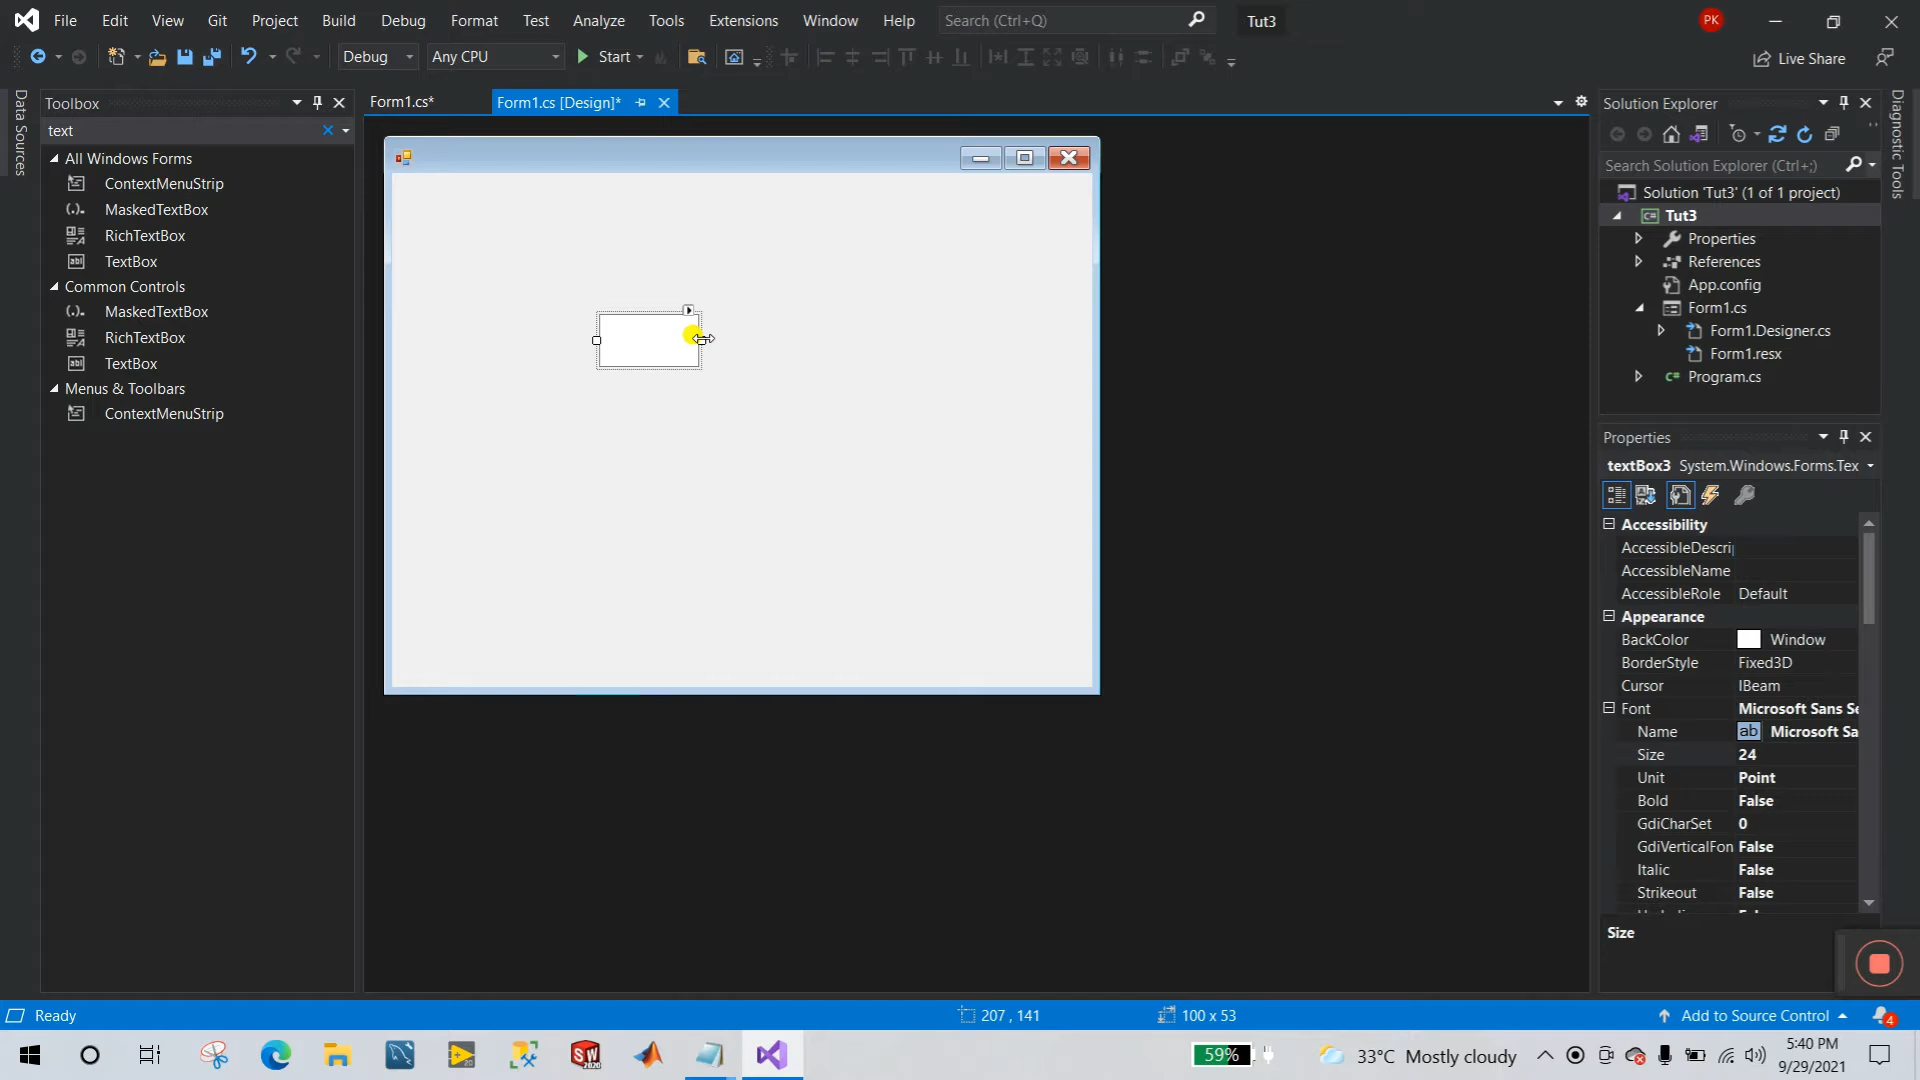 File Edit View Git Project Build Debug Format Test Analyze Tools Extensions Window Help Search (Ctrl+Q) Tut3 PK
Debug Any CPU Start Live Share
Data Sources
Toolbox
text
All Windows Forms
ContextMenuStrip
MaskedTextBox
RichTextBox
TextBox
Common Controls
MaskedTextBox
RichTextBox
TextBox
Menus & Toolbars
ContextMenuStrip
Form1.cs* Form1.cs [Design]*
Solution Explorer
Search Solution Explorer (Ctrl+;)
Solution 'Tut3' (1 of 1 project)
Tut3
Properties
References
App.config
Form1.cs
Form1.Designer.cs
Form1.resx
Program.cs
Diagnostic Tools
Properties
textBox3 System.Windows.Forms.Tex
Accessibility
AccessibleDescri
AccessibleName
AccessibleRole Default
Appearance
BackColor Window
BorderStyle Fixed3D
Cursor IBeam
Font Microsoft Sans Se
Name ab Microsoft Sa
Size 24
Unit Point
Bold False
GdiCharSet 0
GdiVerticalFon False
Italic False
Strikeout False
Size
Ready 207 , 141 100 x 53 Add to Source Control 4
59% 33°C Mostly cloudy 5:40 PM
9/29/2021